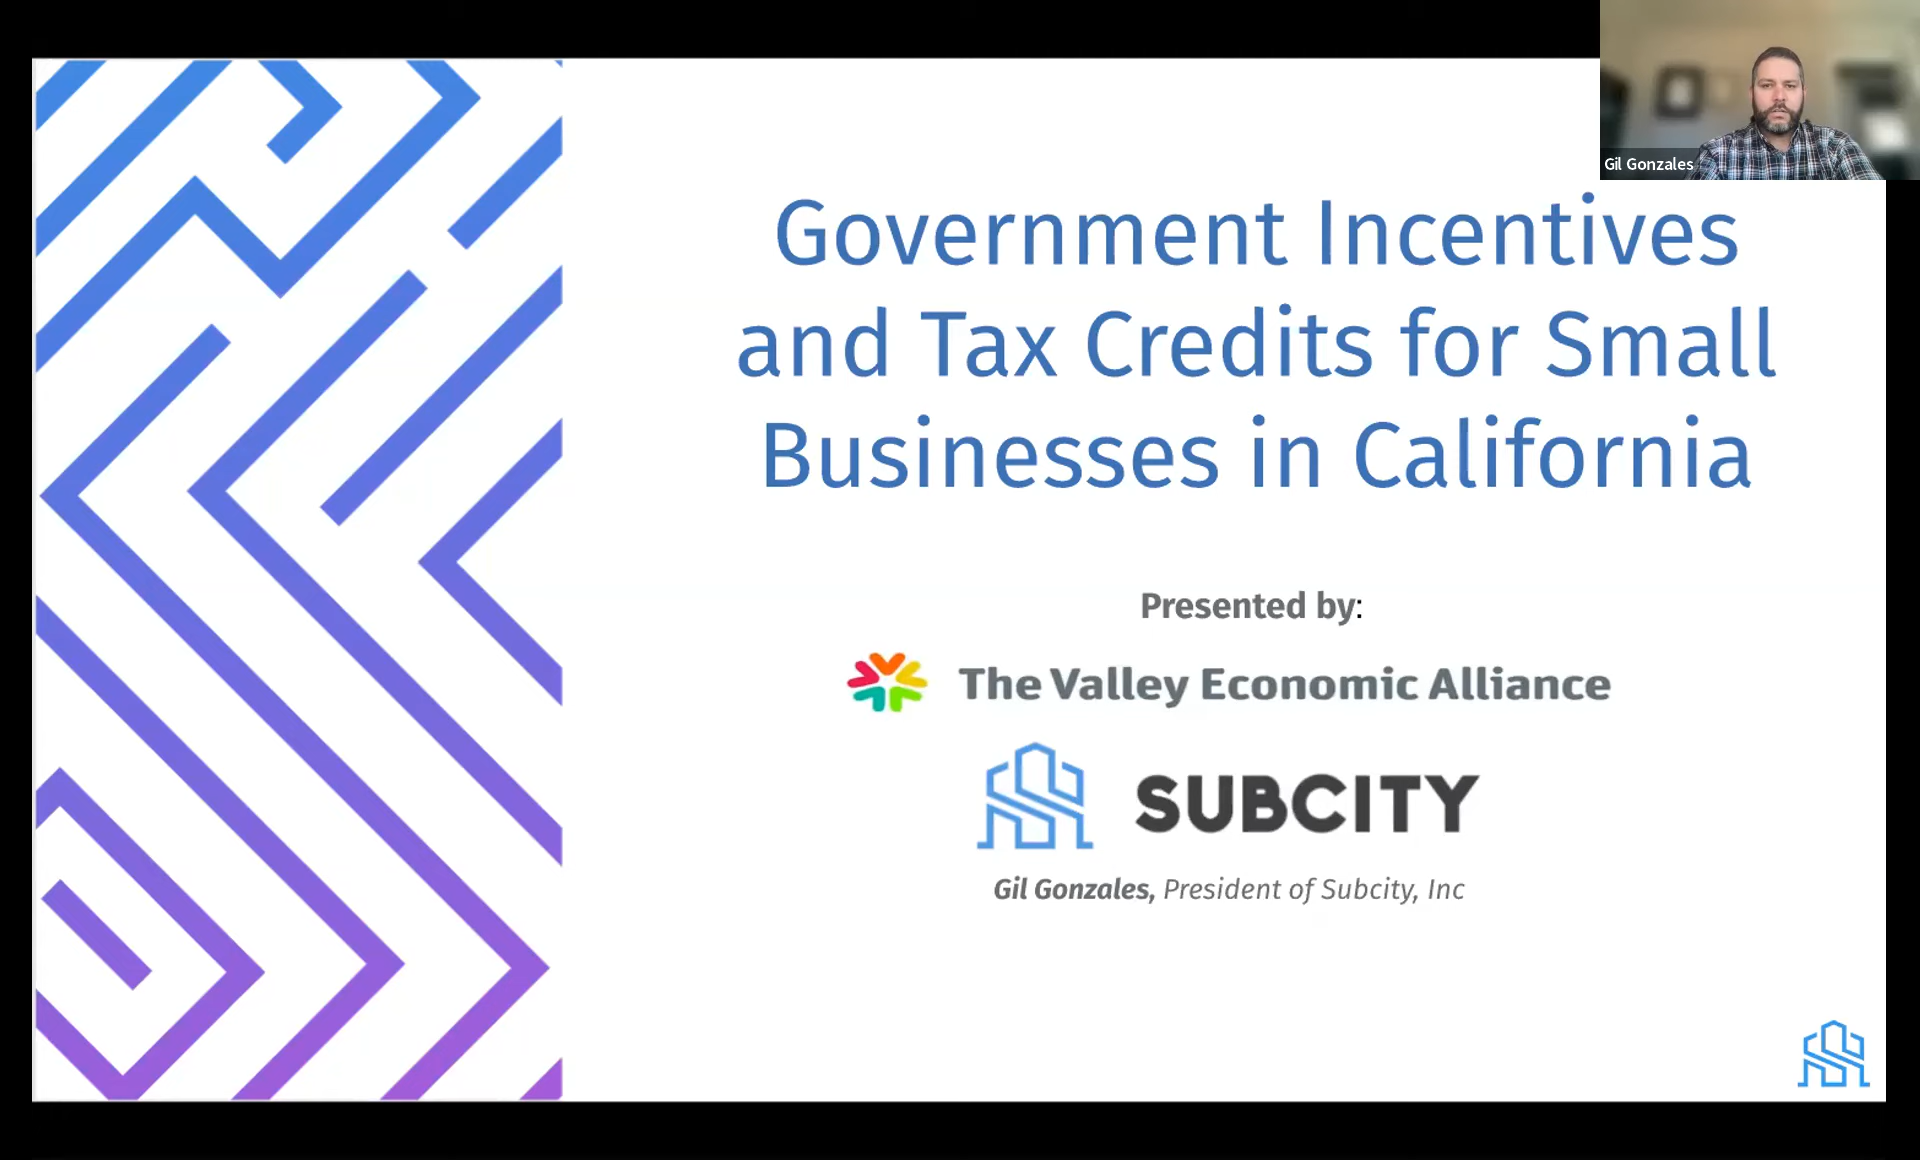 Gil Gonzales
Government Incentives
and Tax Credits for Small
Businesses in California
Presented by:
The Valley Economic Alliance
SUBCITY
Gil Gonzales, President of Subcity, Inc